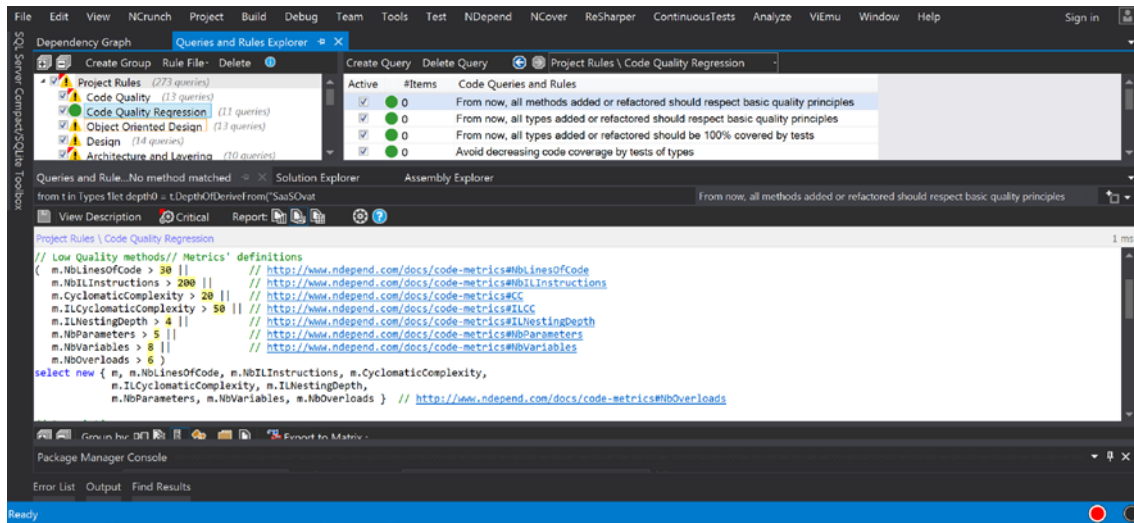 File Edit View NCrunch Project Build Debug Team Tools Test NDepend NCover ReSharper ContinuousTests Analyze ViEmu Window Help Sign in
SQL Server Compact/SQLite Toolbox
Dependency Graph Queries and Rules Explorer
Create Group Rule File Delete
Create Query Delete Query Project Rules \ Code Quality Regression
Project Rules (273 queries)
Code Quality (13 queries)
Code Quality Regression (11 queries)
Object Oriented Design (13 queries)
Design (14 queries)
Architecture and Layering (10 queries)
Active #Items Code Queries and Rules
0 From now, all methods added or refactored should respect basic quality principles
0 From now, all types added or refactored should respect basic quality principles
0 From now, all types added or refactored should be 100% covered by tests
0 Avoid decreasing code coverage by tests of types
Queries and Rule...No method matched Solution Explorer Assembly Explorer
from t in Types let depth0 = t.DepthOfDeriveFrom("SaaSOvat From now, all methods added or refactored should respect basic quality principles
View Description Critical Report:
Project Rules \ Code Quality Regression 1 ms
// Low Quality methods// Metrics' definitions
( m.NbLinesOfCode > 30 || // http://www.ndepend.com/docs/code-metrics#NbLinesOfCode
m.NbILInstructions > 200 || // http://www.ndepend.com/docs/code-metrics#NbILInstructions
m.CyclomaticComplexity > 20 || // http://www.ndepend.com/docs/code-metrics#CC
m.ILCyclomaticComplexity > 50 || // http://www.ndepend.com/docs/code-metrics#ILCC
m.ILNestingDepth > 4 || // http://www.ndepend.com/docs/code-metrics#ILNestingDepth
m.NbParameters > 5 || // http://www.ndepend.com/docs/code-metrics#NbParameters
m.NbVariables > 8 || // http://www.ndepend.com/docs/code-metrics#NbVariables
m.NbOverloads > 6 )
select new { m, m.NbLinesOfCode, m.NbILInstructions, m.CyclomaticComplexity,
m.ILCyclomaticComplexity, m.ILNestingDepth,
m.NbParameters, m.NbVariables, m.NbOverloads } // http://www.ndepend.com/docs/code-metrics#NbOverloads
Group by: Export to Matrix
Package Manager Console
Error List Output Find Results
Ready